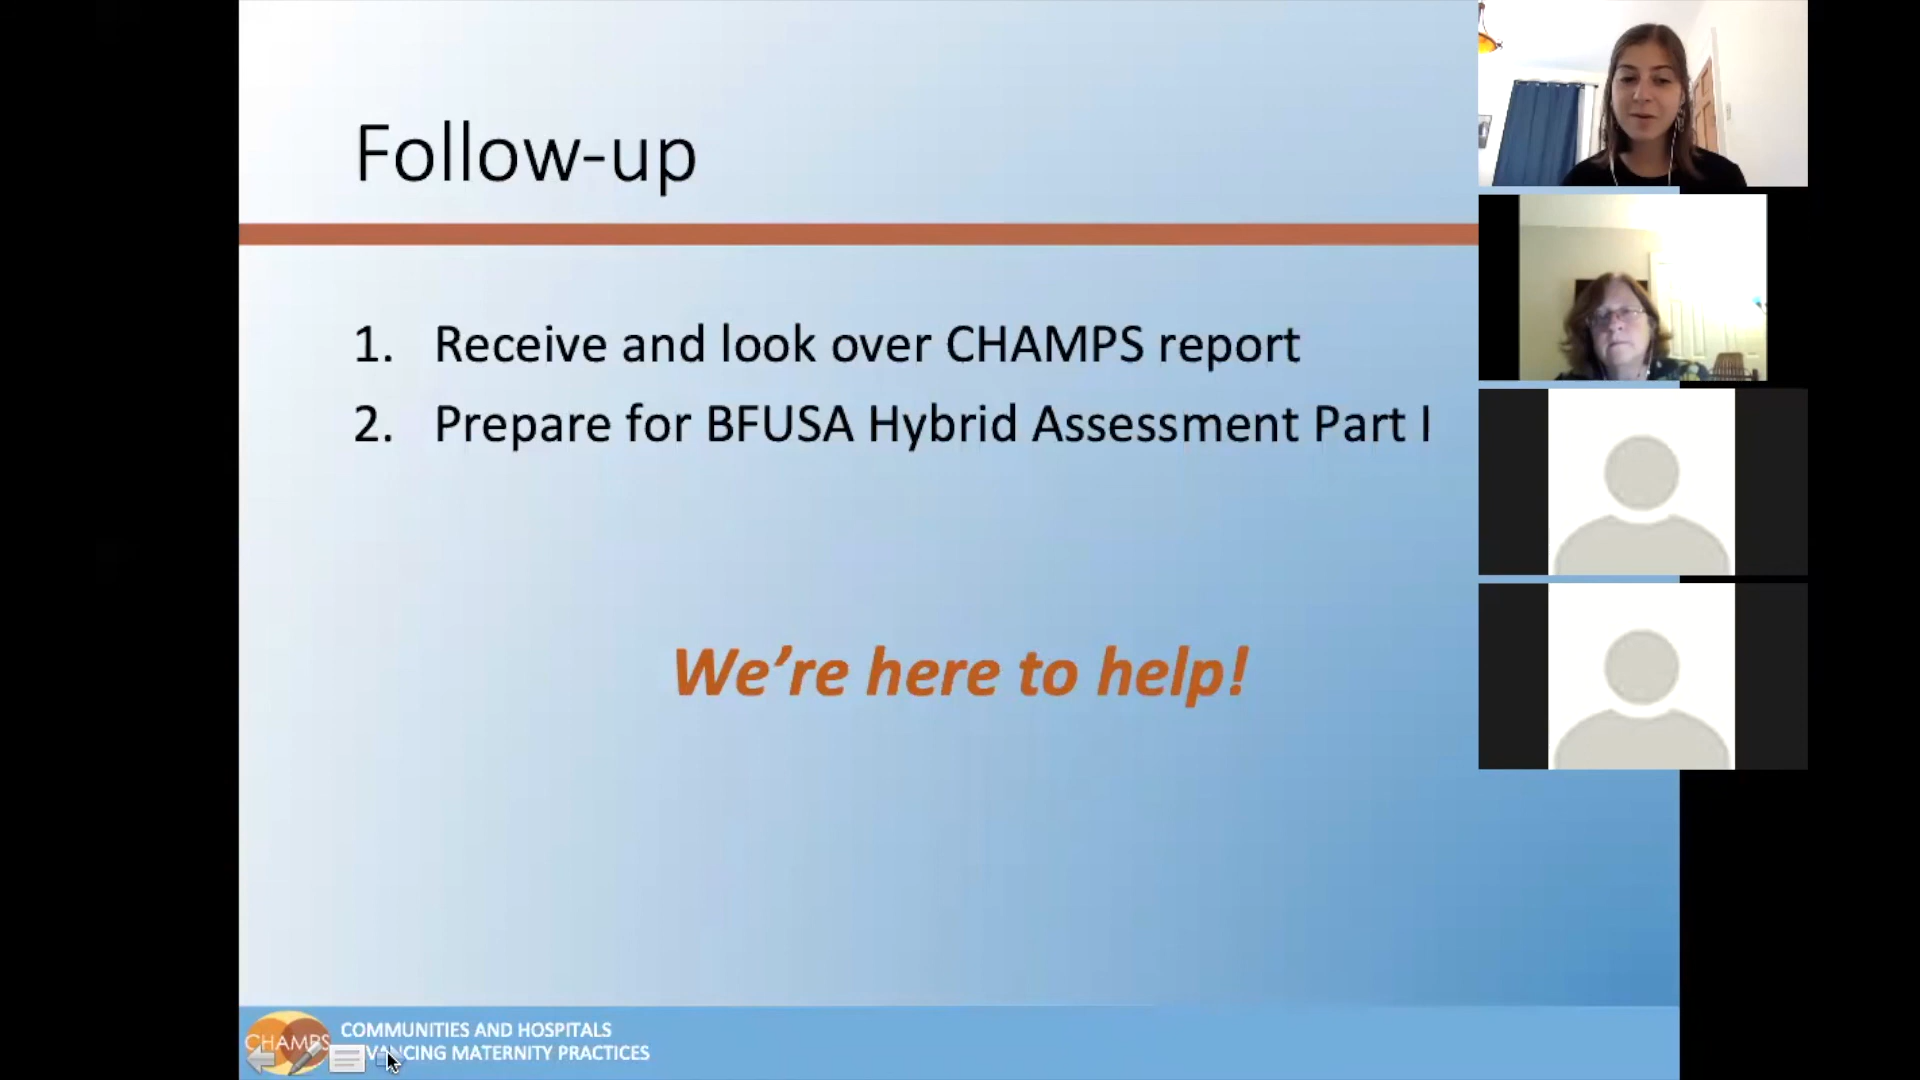 Follow-up
1. Receive and look over CHAMPS report
2. Prepare for BFUSA Hybrid Assessment Part I
We're here to help!
CHAMPS
COMMUNITIES AND HOSPITALS
MATERNITY PRACTICES